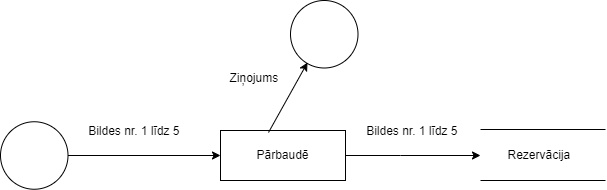 Ziņojums
Bildes nr. 1 līdz 5
Bildes nr. 1 līdz 5
Pārbaudē
Rezervācija